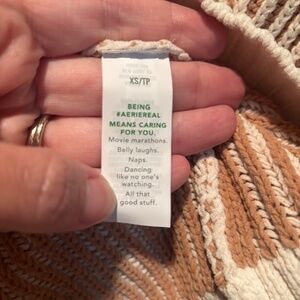 XS/TP
BEING
#AERIEREAL
MEANS CARING
FOR YOU.
Movie marathons.
Belly laughs.
Naps.
Dancing
like no one's
watching.
All that
good stuff.